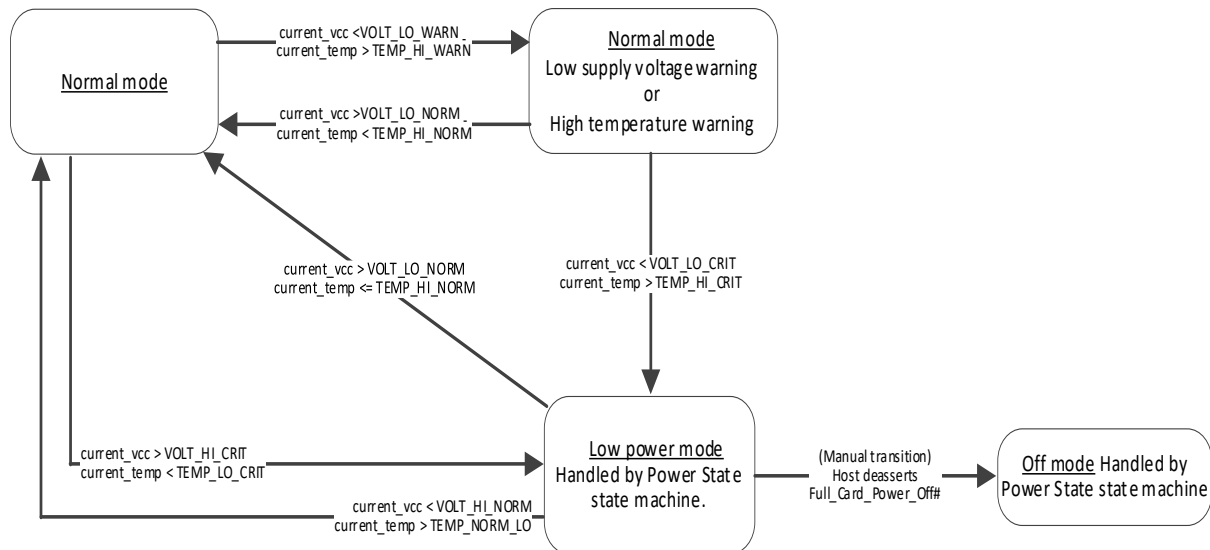 Normal mode
current_vcc <VOLT_LO_WARN
current_temp > TEMP_HI_WARN
current_vcc >VOLT_LO_NORM
current_temp < TEMP_HI_NORM
Normal mode
Low supply voltage warning
or
High temperature warning
current_vcc > VOLT_LO_NORM
current_temp <= TEMP_HI_NORM
current_vcc < VOLT_LO_CRIT
current_temp > TEMP_HI_CRIT
current_vcc > VOLT_HI_CRIT
current_temp < TEMP_LO_CRIT
current_vcc < VOLT_HI_NORM
current_temp > TEMP_NORM_LO
Low power mode
Handled by Power State
state machine.
(Manual transition)
Host deasserts
Full_Card_Power_Off#
Off mode Handled by
Power State state machine